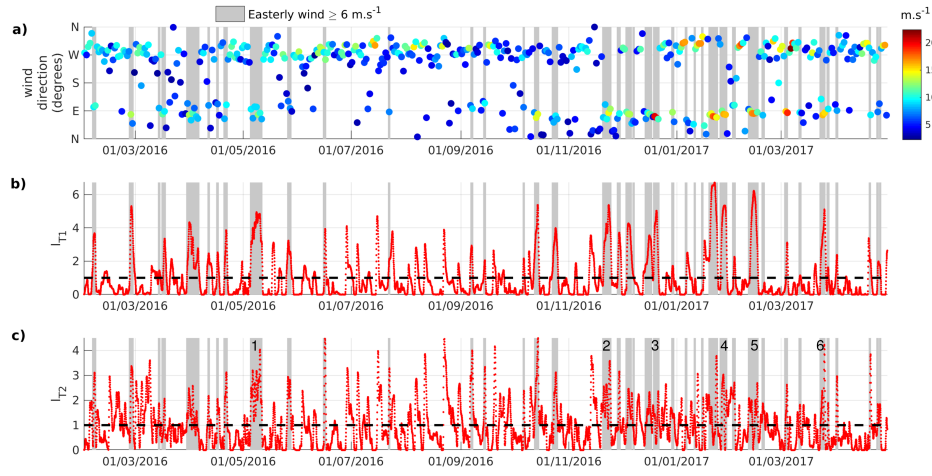 Easterly wind ≥ 6 m.s⁻¹
m.s⁻¹
a)
wind
direction
(degrees)
N
W
S
E
N
20
15
10
5
01/03/2016 01/05/2016 01/07/2016 01/09/2016 01/11/2016 01/01/2017 01/03/2017
b)
I_T1
6
4
2
0
01/03/2016 01/05/2016 01/07/2016 01/09/2016 01/11/2016 01/01/2017 01/03/2017
c)
I_T2
4
3
2
1
0
1 2 3 4 5 6
01/03/2016 01/05/2016 01/07/2016 01/09/2016 01/11/2016 01/01/2017 01/03/2017